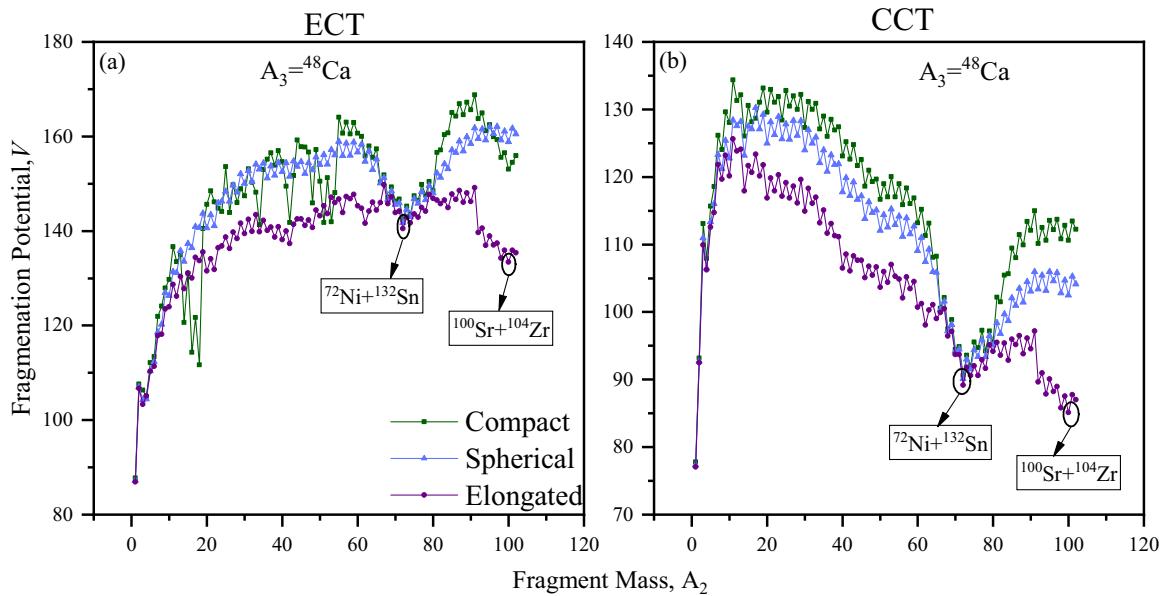 ECT
CCT
(a)
A3=48Ca
(b)
A3=48Ca
Fragmenation Potential,V
180
160
140
120
100
80
140
130
120
110
100
90
80
70
72Ni+132Sn
100Sr+104Zr
72Ni+132Sn
100Sr+104Zr
Compact
Spherical
Elongated
0 20 40 60 80 100 120
0 20 40 60 80 100 120
Fragment Mass, A2